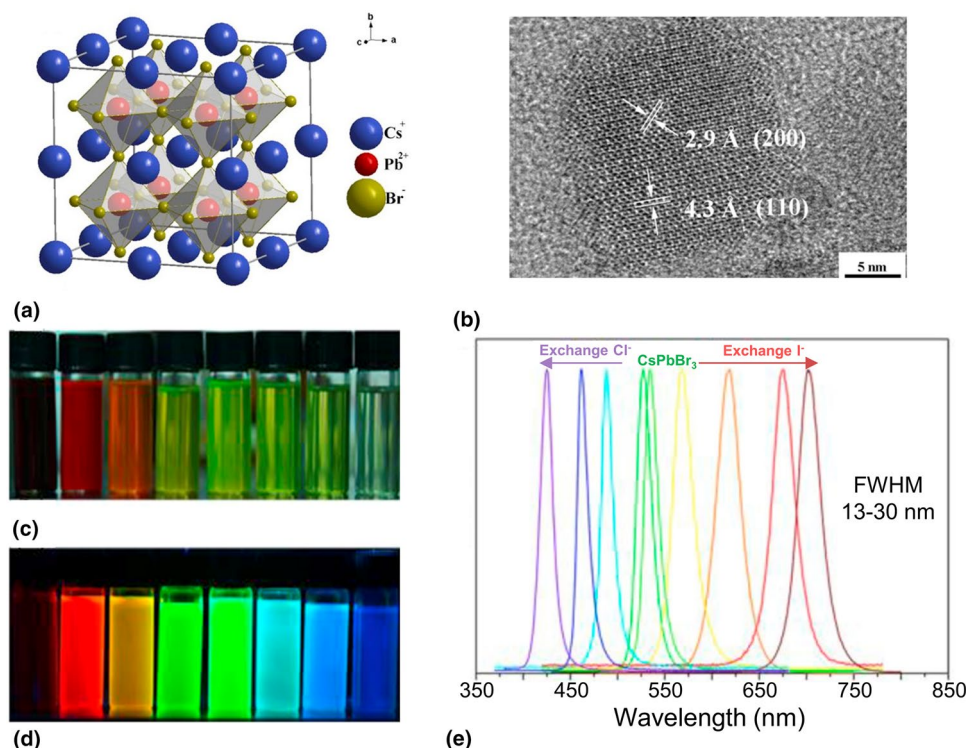 b
c
a
Cs+
Pb2+
Br-
(a)
2.9 Å (200)
4.3 Å (110)
5 nm
(b)
(c)
(d)
Exchange Cl-
CsPbBr3
Exchange I-
FWHM
13-30 nm
350 450 550 650 750 850
Wavelength (nm)
(e)